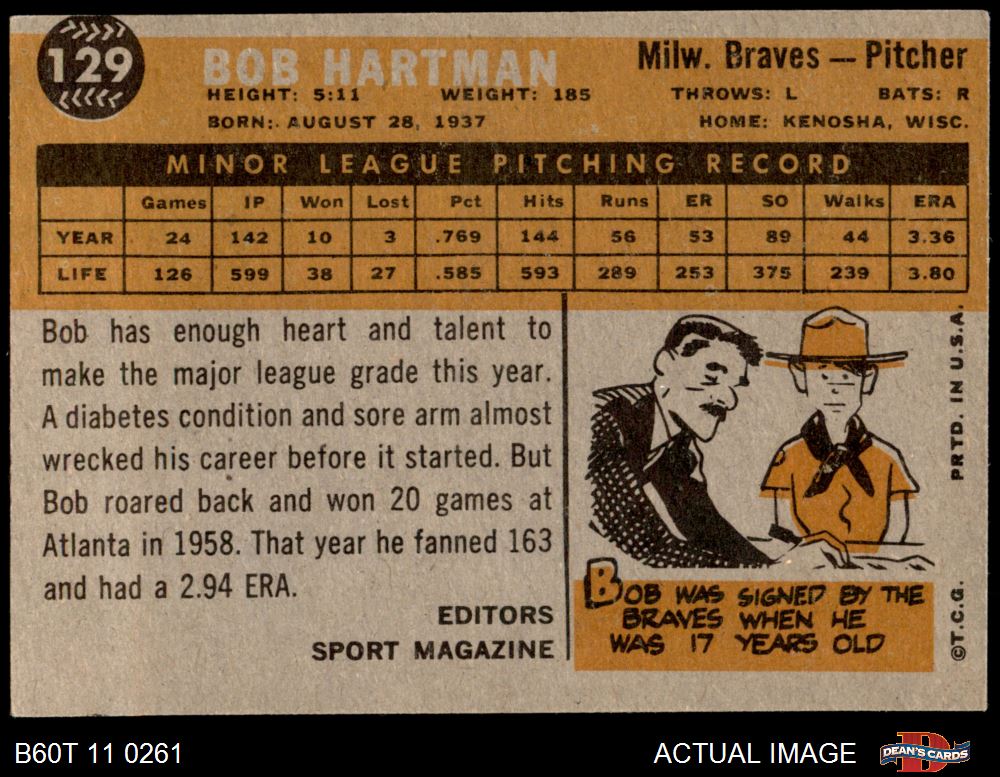 129
BOB HARTMAN
Milw. Braves — Pitcher
HEIGHT: 5:11 WEIGHT: 185 THROWS: L BATS: R
BORN: AUGUST 28, 1937 HOME: KENOSHA, WISC.
MINOR LEAGUE PITCHING RECORD
Games IP Won Lost Pct Hits Runs ER SO Walks ERA
YEAR 24 142 10 3 .769 144 56 53 89 44 3.36
LIFE 126 599 38 27 .585 593 289 253 375 239 3.80
Bob has enough heart and talent to
make the major league grade this year.
A diabetes condition and sore arm almost
wrecked his career before it started. But
Bob roared back and won 20 games at
Atlanta in 1958. That year he fanned 163
and had a 2.94 ERA.
EDITORS
SPORT MAGAZINE
BOB WAS SIGNED BY THE
BRAVES WHEN HE
WAS 17 YEARS OLD
PRTD. IN U.S.A.
©T.C.G.
B60T 11 0261
ACTUAL IMAGE
DEAN'S CARDS